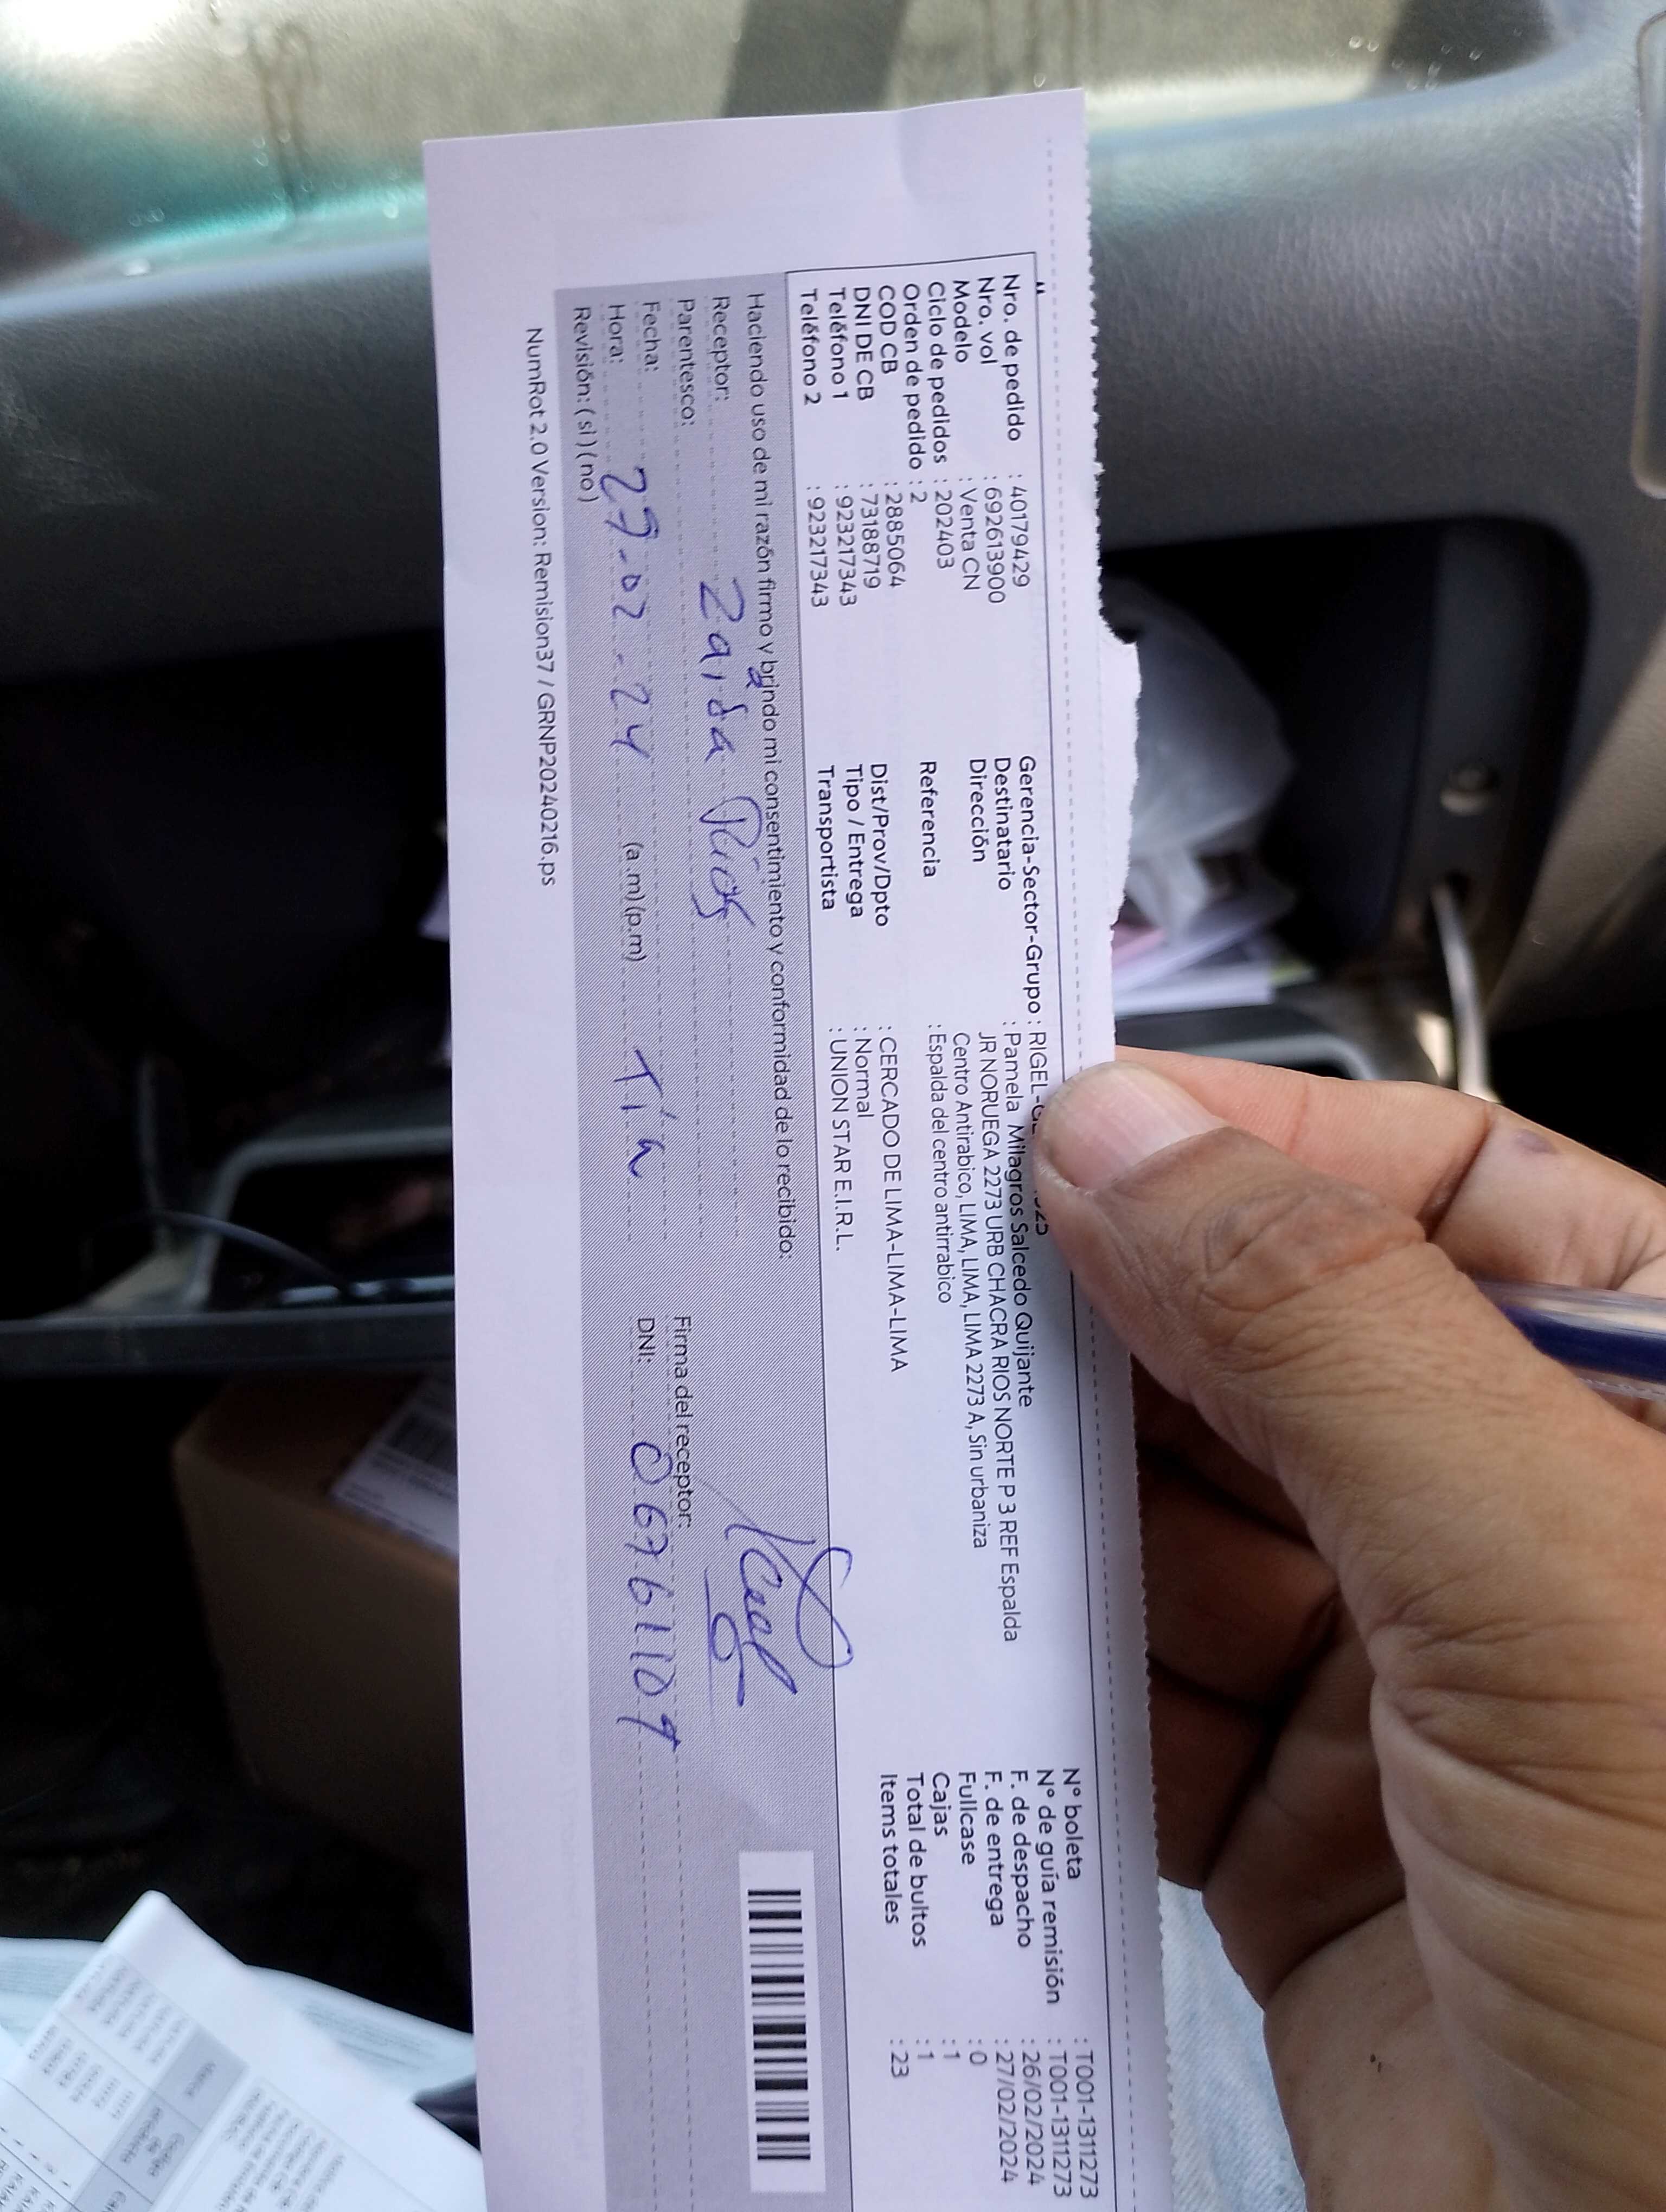 Nro. de pedido : 40179429
Nro. vol : 692613900
Modelo : Venta CN
Ciclo de pedidos : 202403
Orden de pedido : 2
COD CB : 2885064
DNI DE CB : 73188719
Teléfono 1 : 923217343
Teléfono 2 : 923217343
Gerencia-Sector-Grupo : RIGEL-
Destinatario : Pamela Milagros Salcedo Quijante
Dirección JR NORUEGA 2273 URB CHACRA RIOS NORTE P 3 REF Espalda
Centro Antirabico, LIMA, LIMA, LIMA 2273 A, Sin urbaniza
Referencia : Espalda del centro antirrabico
Dist/Prov/Dpto : CERCADO DE LIMA-LIMA-LIMA
Tipo / Entrega : Normal
Transportista : UNION STAR E.I.R.L.
N° boleta : T001-1311273
N° de guía remisión : T001-1311273
F. de despacho : 26/02/2024
F. de entrega : 27/02/2024
Fullcase : 0
Cajas : 1
Total de bultos : 1
Items totales : 23
Haciendo uso de mi razón firmo y brindo mi consentimiento y conformidad de lo recibido:
Receptor: Zaida Ríos
Parentesco:
Firma del receptor:
Fecha: 27-02-24 Tía
DNI: 06761109
Hora: (a.m) (p.m)
Revisión: ( si ) ( no )
NumRot 2.0 Version: Remision37 / GRNP20240216.ps